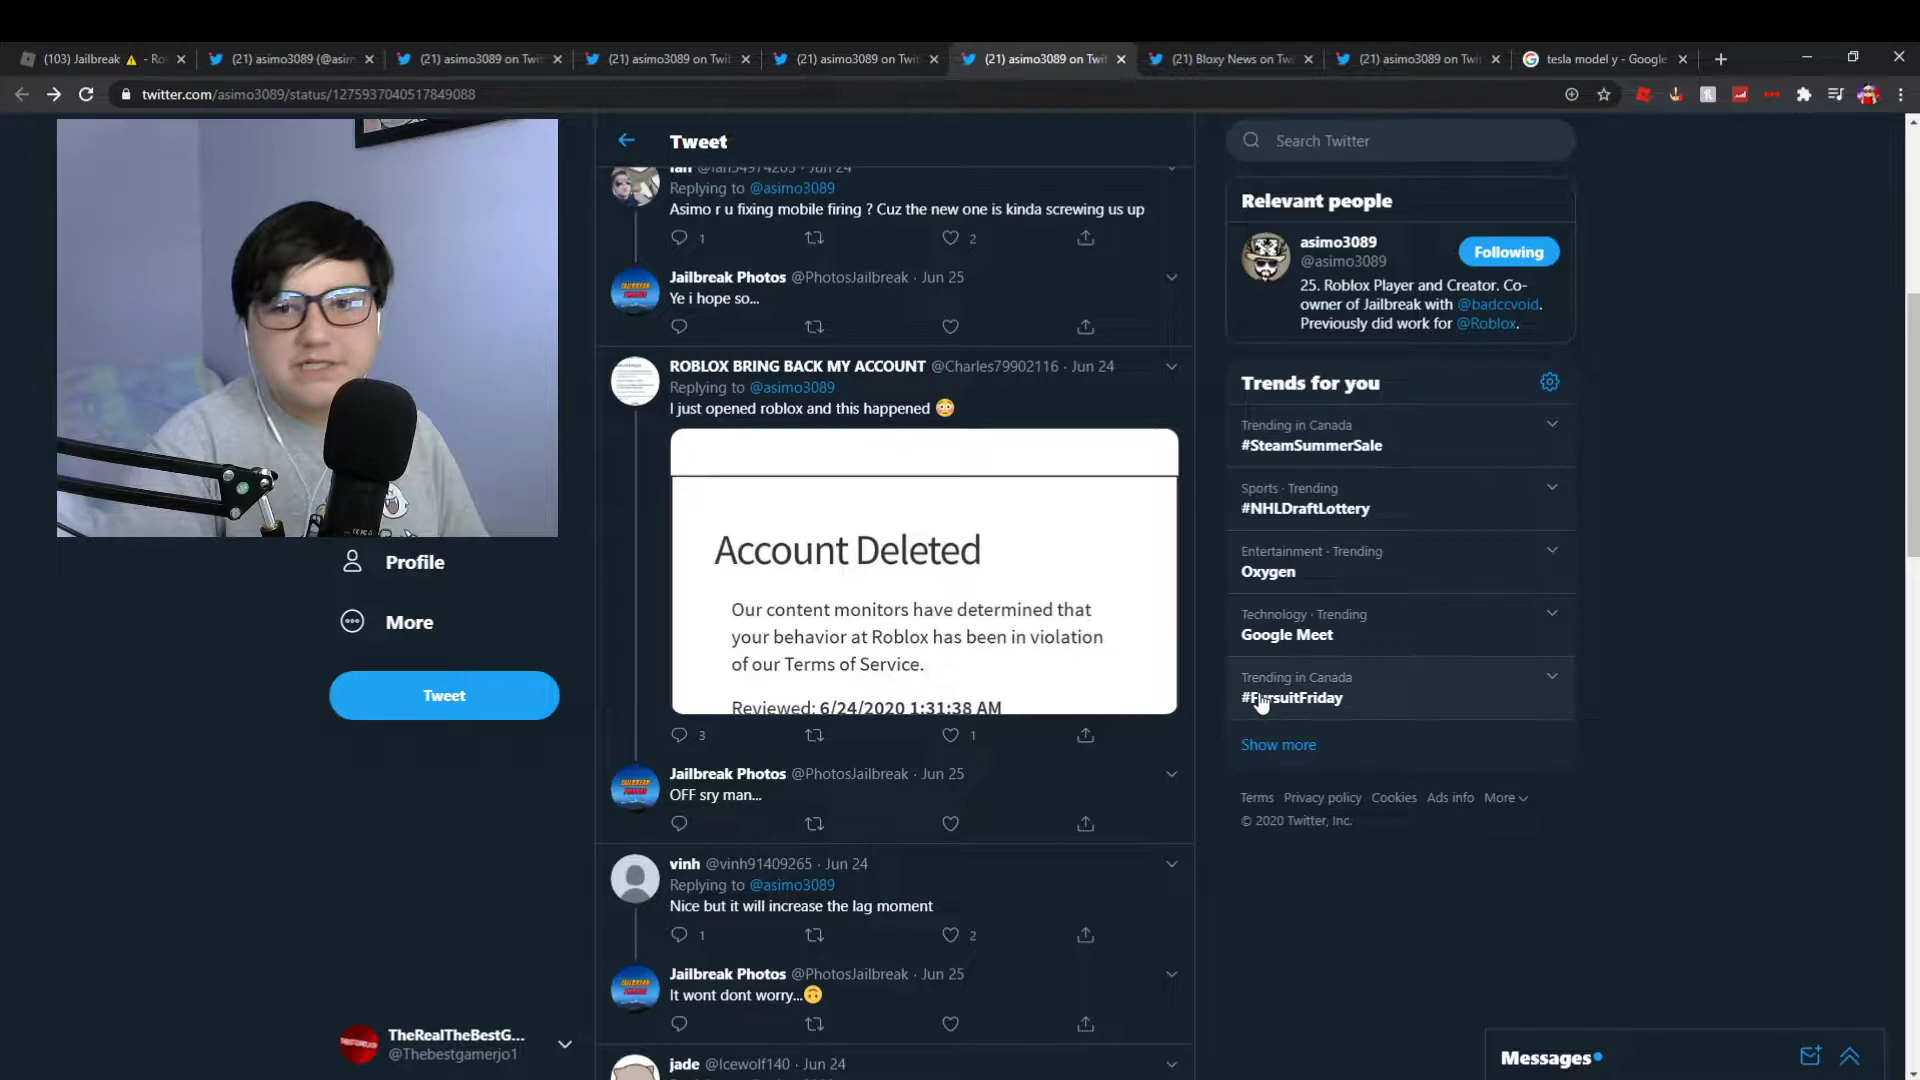 (103) Jailbreak ⚠ - Ro
(21) asimo3089 (@asim
(21) asimo3089 on Twit
(21) asimo3089 on Twit
(21) asimo3089 on Twit
(21) asimo3089 on Twit
(21) Bloxy News on Tw
(21) asimo3089 on Twit
tesla model y - Google
twitter.com/asimo3089/status/1275937040517849088
Tweet
Replying to @asimo3089
Asimo r u fixing mobile firing ? Cuz the new one is kinda screwing us up
1
2
Jailbreak Photos @PhotosJailbreak · Jun 25
Ye i hope so...
ROBLOX BRING BACK MY ACCOUNT @Charles79902116 · Jun 24
Replying to @asimo3089
I just opened roblox and this happened 😳
Account Deleted
Our content monitors have determined that
your behavior at Roblox has been in violation
of our Terms of Service.
Reviewed: 6/24/2020 1:31:38 AM
3
1
Jailbreak Photos @PhotosJailbreak · Jun 25
OFF sry man...
vinh @vinh91409265 · Jun 24
Replying to @asimo3089
Nice but it will increase the lag moment
1
2
Jailbreak Photos @PhotosJailbreak · Jun 25
It wont dont worry...🙃
jade @Icewolf140 · Jun 24
Profile
More
Tweet
TheRealTheBestG...
@Thebestgamerjo1
Search Twitter
Relevant people
asimo3089
@asimo3089
Following
25. Roblox Player and Creator. Co-
owner of Jailbreak with @badccvoid.
Previously did work for @Roblox.
Trends for you
Trending in Canada
#SteamSummerSale
Sports · Trending
#NHLDraftLottery
Entertainment · Trending
Oxygen
Technology · Trending
Google Meet
Trending in Canada
#FursuitFriday
Show more
Terms Privacy policy Cookies Ads info More
© 2020 Twitter, Inc.
Messages